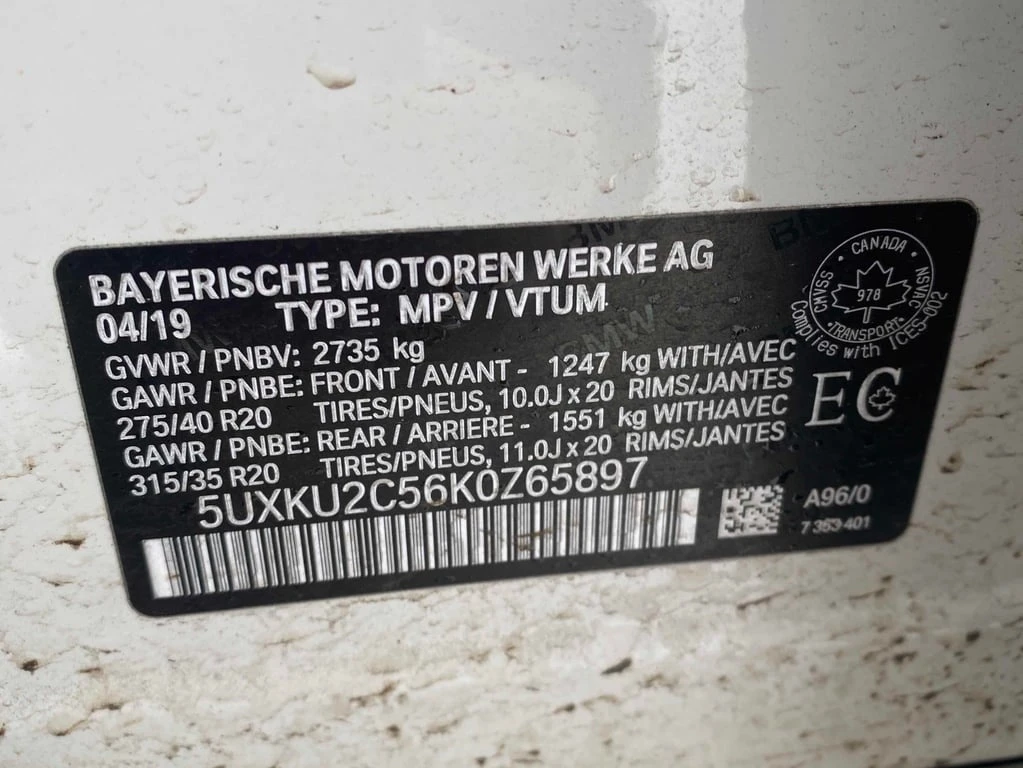 BAYERISCHE MOTOREN WERKE AG
04/19 TYPE: MPV / VTUM
GVWR / PNBV: 2735 kg
GAWR / PNBE: FRONT / AVANT - 1247 kg WITH/AVEC
275/40 R20 TIRES/PNEUS, 10.0J x 20 RIMS/JANTES
GAWR / PNBE: REAR / ARRIERE - 1551 kg WITH/AVEC
315/35 R20 TIRES/PNEUS, 11.0J x 20 RIMS/JANTES
5UXKU2C56K0Z65897
CANADA
CMVSS
NSVAC
978
TRANSPORT
Complies with ICES-002
EC
A96/0
7 363 401
BMW